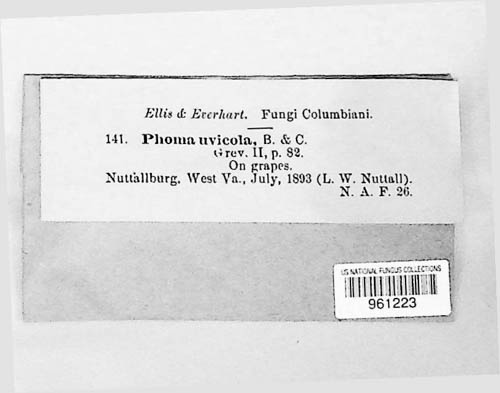 Ellis & Everhart. Fungi Columbiani.
141. Phoma uvicola, B. & C.
Grev. II, p. 82.
On grapes.
Nuttallburg, West Va., July, 1893 (L. W. Nuttall).
N. A. F. 26.
US NATIONAL FUNGUS COLLECTIONS
961223